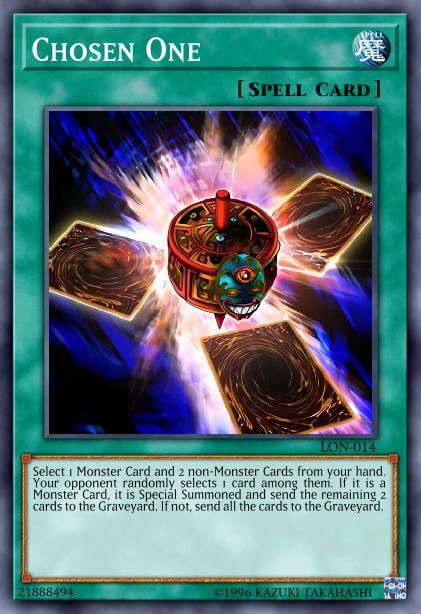 Chosen One
SPELL
魔
[Spell Card]
LON-014
Select 1 Monster Card and 2 non-Monster Cards from your hand.
Your opponent randomly selects 1 card among them. If it is a
Monster Card, it is Special Summoned and send the remaining 2
cards to the Graveyard. If not, send all the cards to the Graveyard.
21888494
©1996 KAZUKI TAKAHASHI